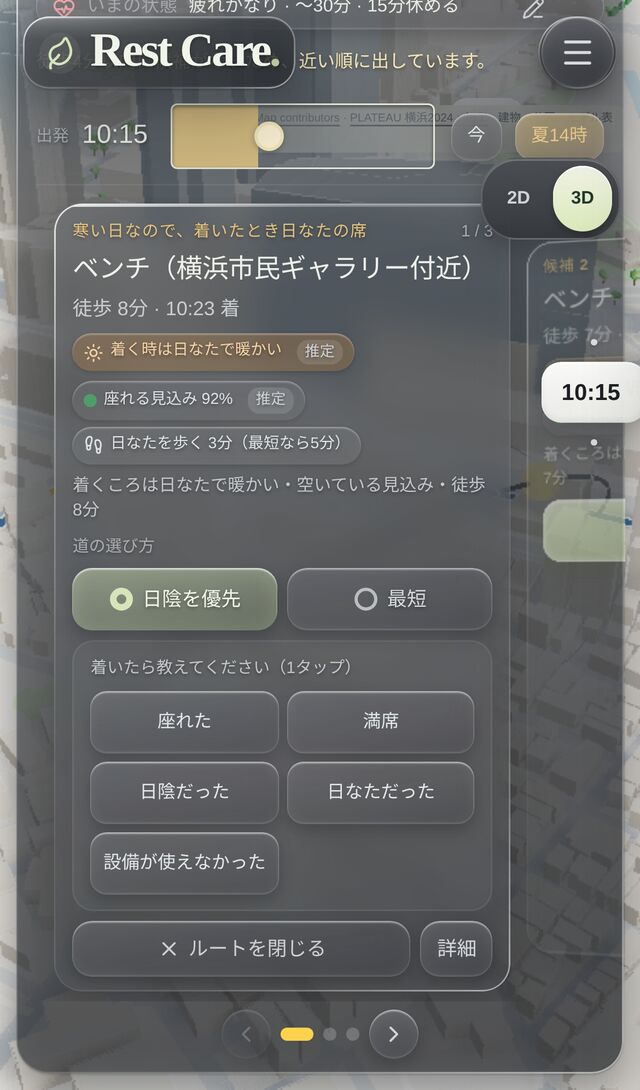 いまの状態 疲れかなり · 〜30分 · 15分休める
Rest Care.
、近い順に出しています。
Map contributors · PLATEAU 横浜2024
建物
表
出発 10:15
今
夏14時
2D
3D
寒い日なので、着いたとき日なたの席
1 / 3
ベンチ（横浜市民ギャラリー付近）
徒歩 8分 · 10:23 着
着く時は日なたで暖かい 推定
座れる見込み 92% 推定
日なたを歩く 3分（最短なら5分）
着くころは日なたで暖かい・空いている見込み・徒歩
8分
道の選び方
日陰を優先
最短
着いたら教えてください（1タップ）
座れた
満席
日陰だった
日なただった
設備が使えなかった
× ルートを閉じる
詳細
候補 2
ベンチ
徒歩 7分 ·
10:15
着くころは
7分